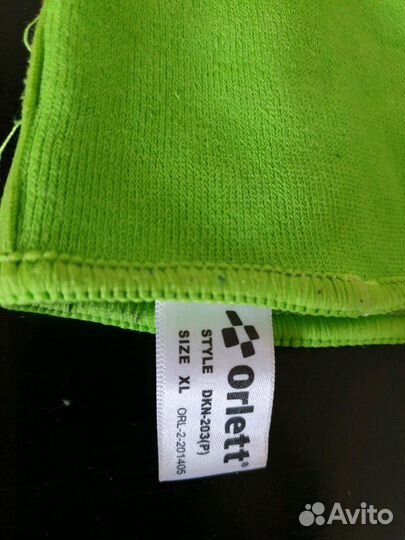 Orlett®
STYLE DKN-203(P)
SIZE XL
ORL-2-201405
Avito